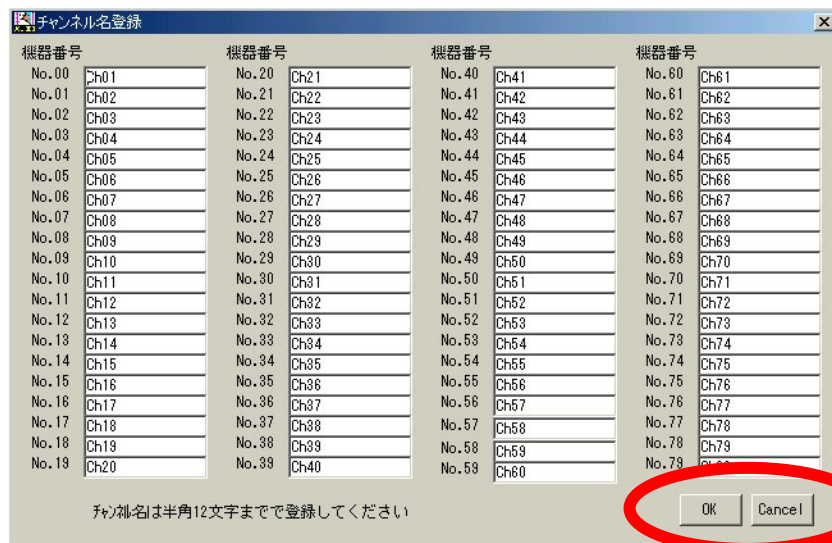 チャンネル名登録
機器番号 機器番号 機器番号 機器番号
No.00 Ch01 No.20 Ch21 No.40 Ch41 No.60 Ch61
No.01 Ch02 No.21 Ch22 No.41 Ch42 No.61 Ch62
No.02 Ch03 No.22 Ch23 No.42 Ch43 No.62 Ch63
No.03 Ch04 No.23 Ch24 No.43 Ch44 No.63 Ch64
No.04 Ch05 No.24 Ch25 No.44 Ch45 No.64 Ch65
No.05 Ch06 No.25 Ch26 No.45 Ch46 No.65 Ch66
No.06 Ch07 No.26 Ch27 No.46 Ch47 No.66 Ch67
No.07 Ch08 No.27 Ch28 No.47 Ch48 No.67 Ch68
No.08 Ch09 No.28 Ch29 No.48 Ch49 No.68 Ch69
No.09 Ch10 No.29 Ch30 No.49 Ch50 No.69 Ch70
No.10 Ch11 No.30 Ch31 No.50 Ch51 No.70 Ch71
No.11 Ch12 No.31 Ch32 No.51 Ch52 No.71 Ch72
No.12 Ch13 No.32 Ch33 No.52 Ch53 No.72 Ch73
No.13 Ch14 No.33 Ch34 No.53 Ch54 No.73 Ch74
No.14 Ch15 No.34 Ch35 No.54 Ch55 No.74 Ch75
No.15 Ch16 No.35 Ch36 No.55 Ch56 No.75 Ch76
No.16 Ch17 No.36 Ch37 No.56 Ch57 No.76 Ch77
No.17 Ch18 No.37 Ch38 No.57 Ch58 No.77 Ch78
No.18 Ch19 No.38 Ch39 No.58 Ch59 No.78 Ch79
No.19 Ch20 No.39 Ch40 No.59 Ch60 No.79
ﾁｬﾝﾈﾙ名は半角12文字までで登録してください
OK Cancel